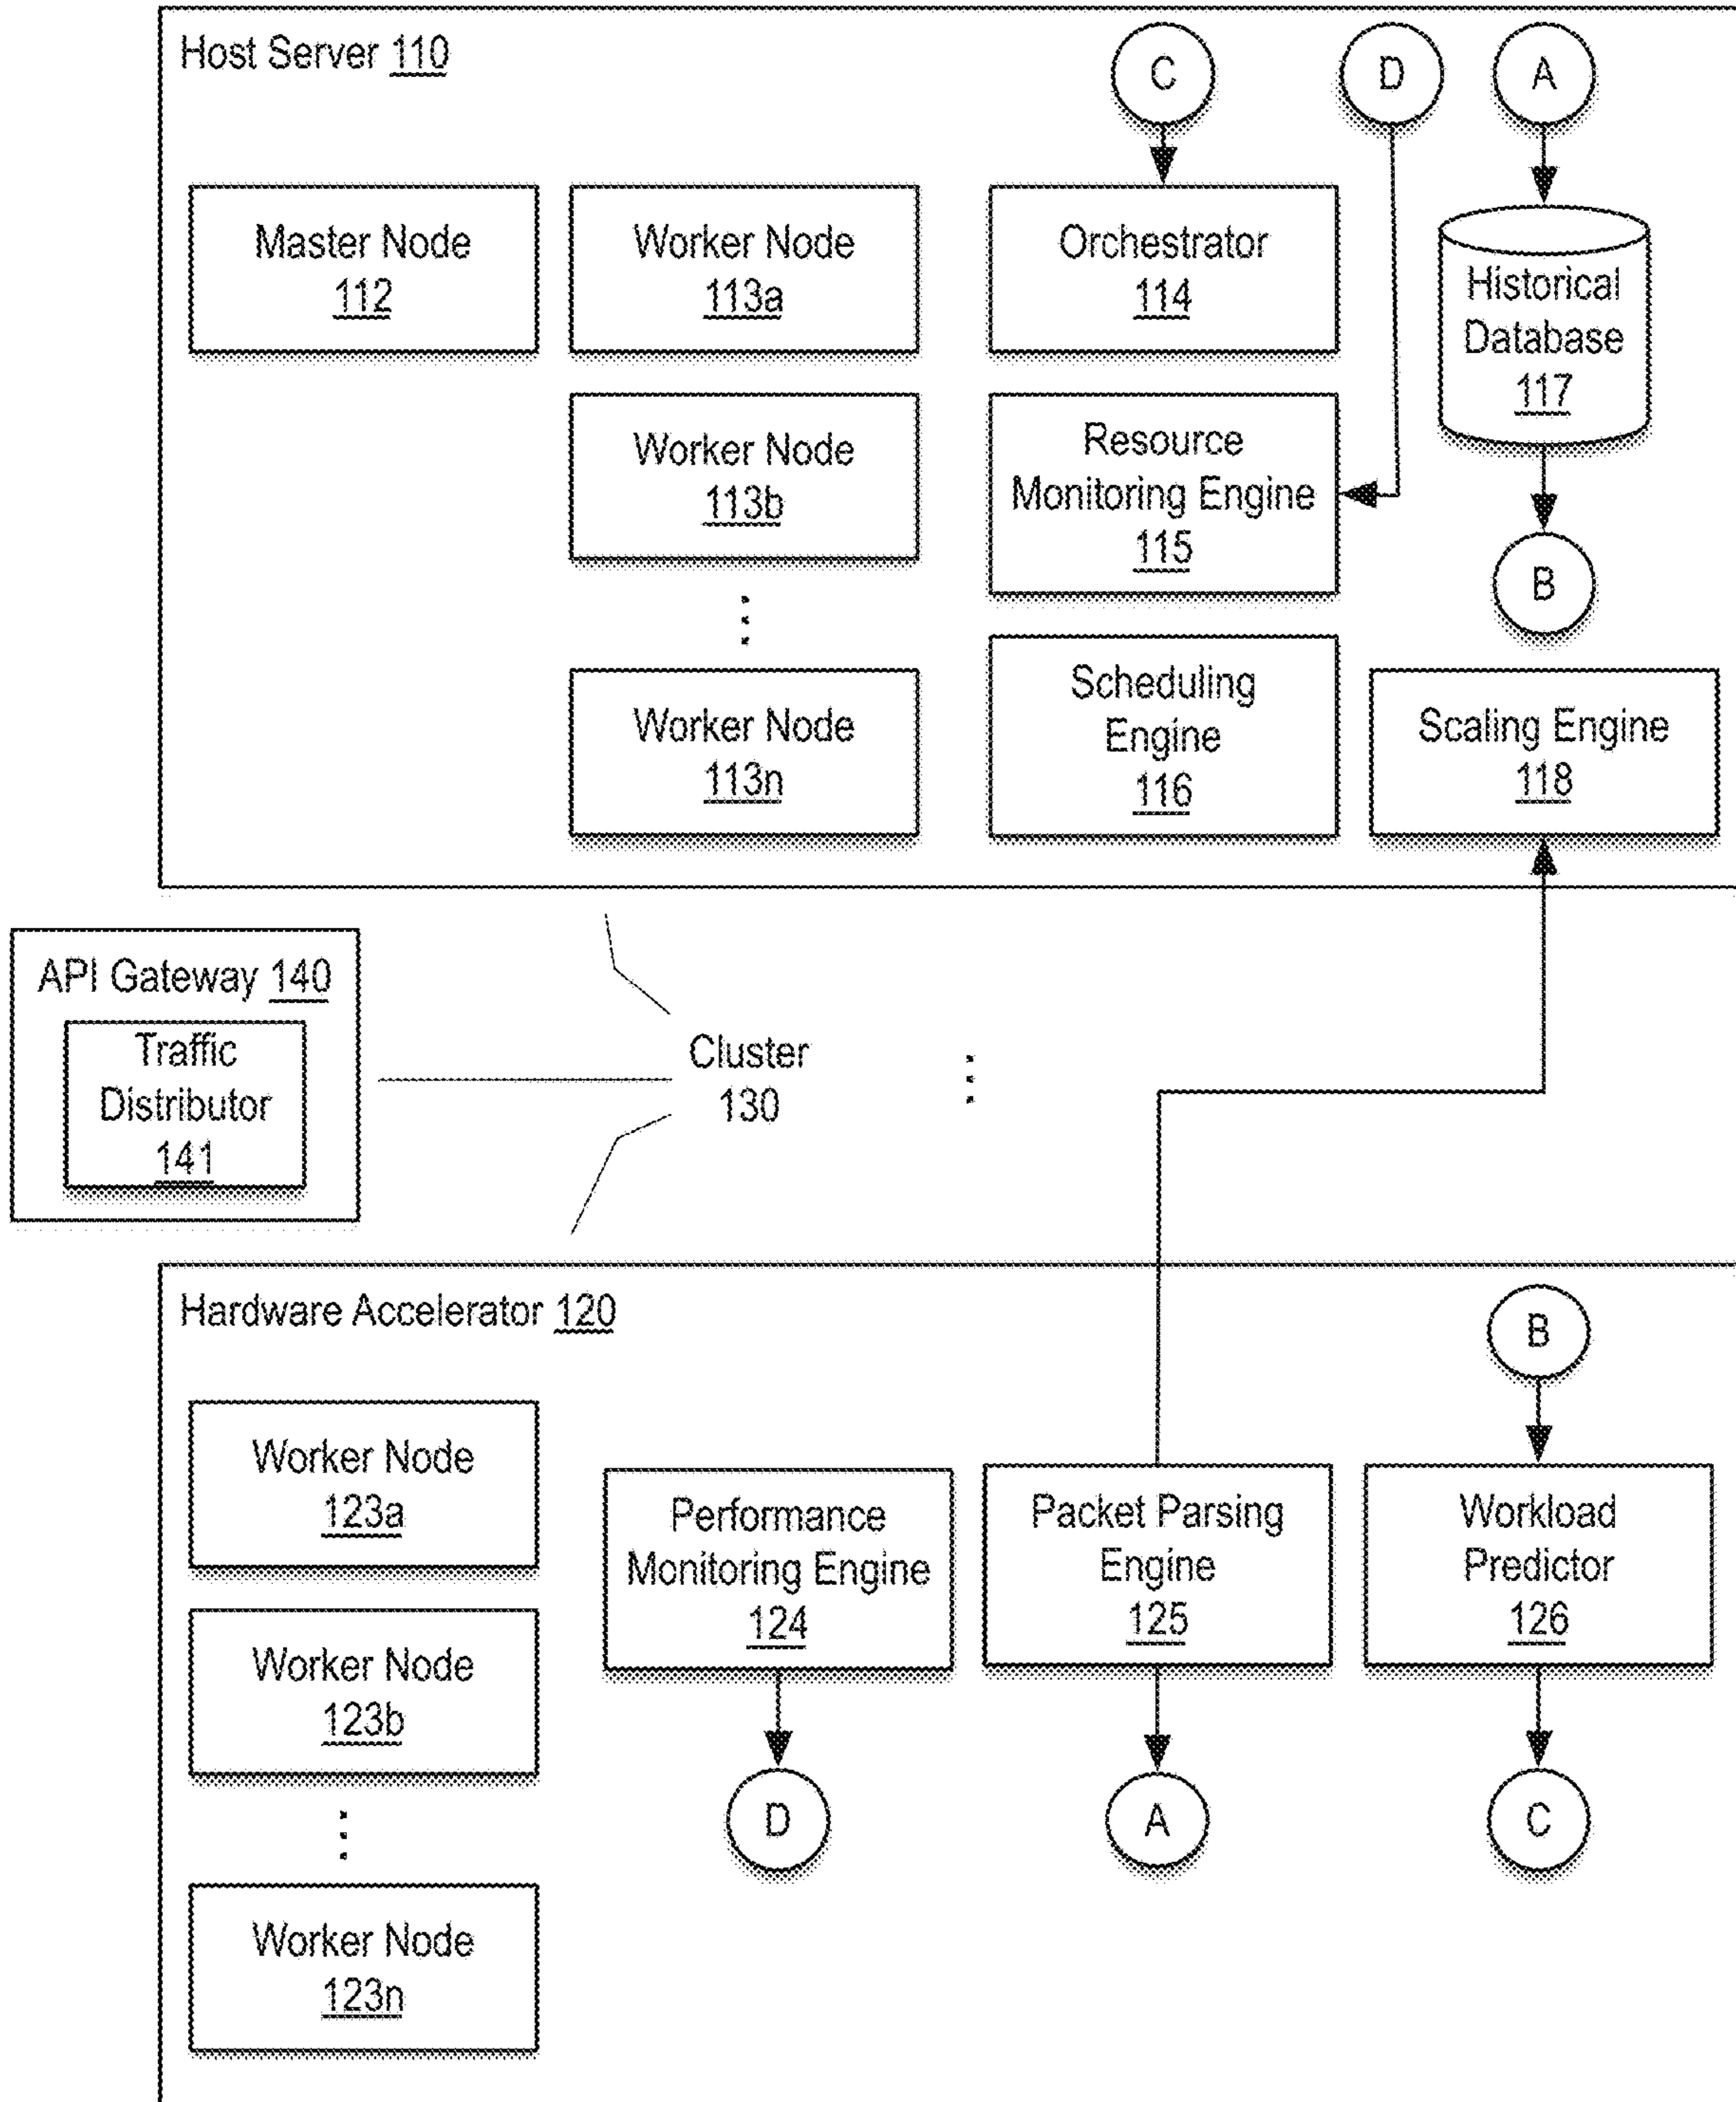 Host Server 110
C
D
A
Master Node
112
Worker Node
113a
Orchestrator
114
Historical
Database
117
Worker Node
113b
Resource
Monitoring Engine
115
B
Worker Node
113n
Scheduling
Engine
116
Scaling Engine
118
API Gateway 140
Traffic
Distributor
141
Cluster
130
Hardware Accelerator 120
B
Worker Node
123a
Performance
Monitoring Engine
124
Packet Parsing
Engine
125
Workload
Predictor
126
Worker Node
123b
D
A
C
Worker Node
123n